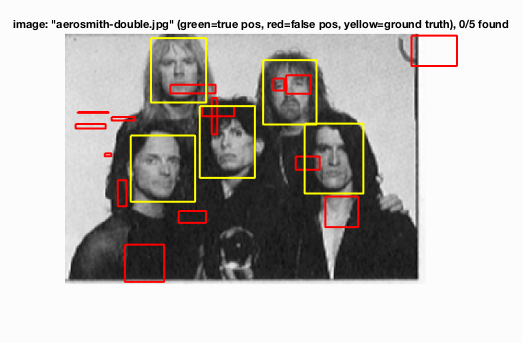 image: "aerosmith-double.jpg" (green=true pos, red=false pos, yellow=ground truth), 0/5 found